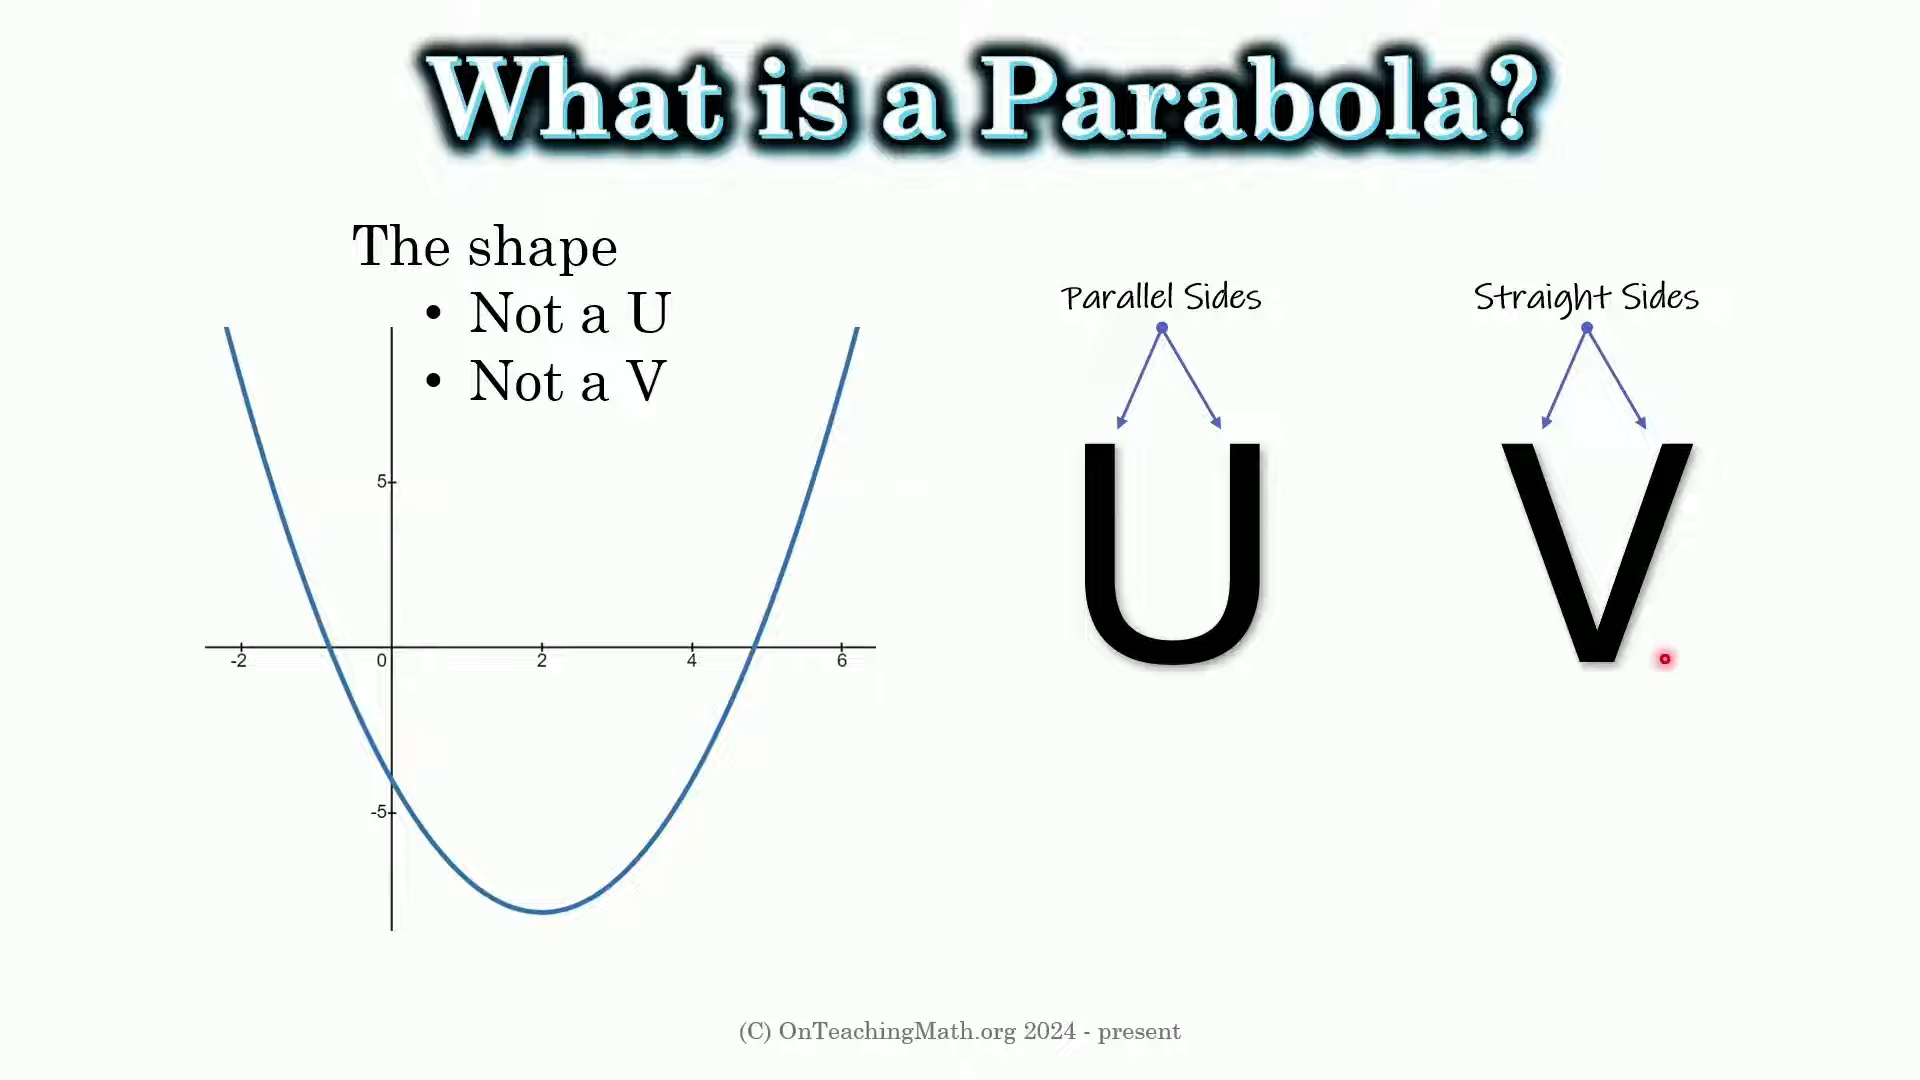 What is a Parabola?
The shape
• Not a U
• Not a V
Parallel Sides
Straight Sides
5
-2
0
2
4
6
-5
U
V
(C) OnTeachingMath.org 2024 - present